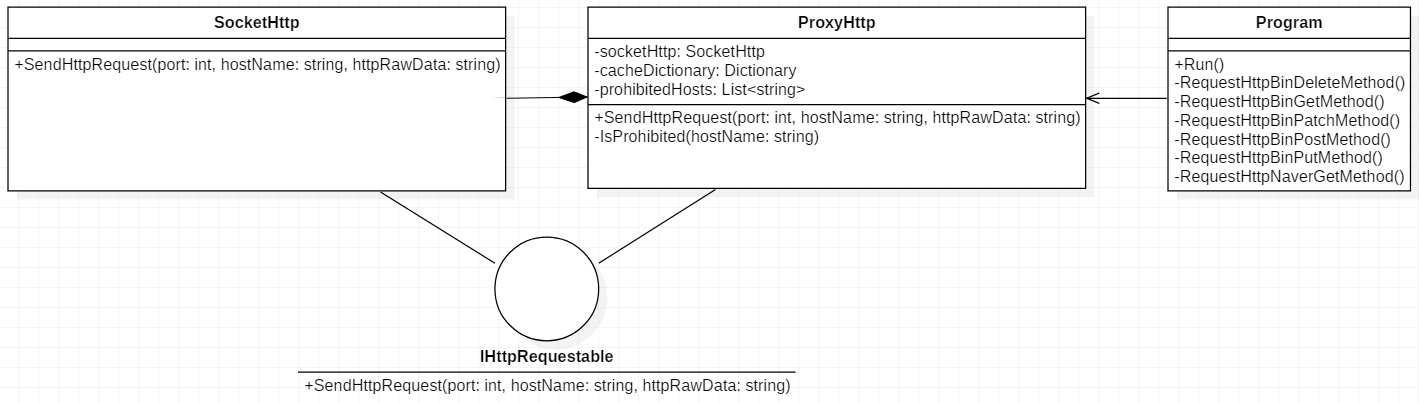 SocketHttp
+SendHttpRequest(port: int, hostName: string, httpRawData: string)
ProxyHttp
-socketHttp: SocketHttp
-cacheDictionary: Dictionary
-prohibitedHosts: List<string>
+SendHttpRequest(port: int, hostName: string, httpRawData: string)
-IsProhibited(hostName: string)
Program
+Run()
-RequestHttpBinDeleteMethod()
-RequestHttpBinGetMethod()
-RequestHttpBinPatchMethod()
-RequestHttpBinPostMethod()
-RequestHttpBinPutMethod()
-RequestHttpNaverGetMethod()
IHttpRequestable
+SendHttpRequest(port: int, hostName: string, httpRawData: string)